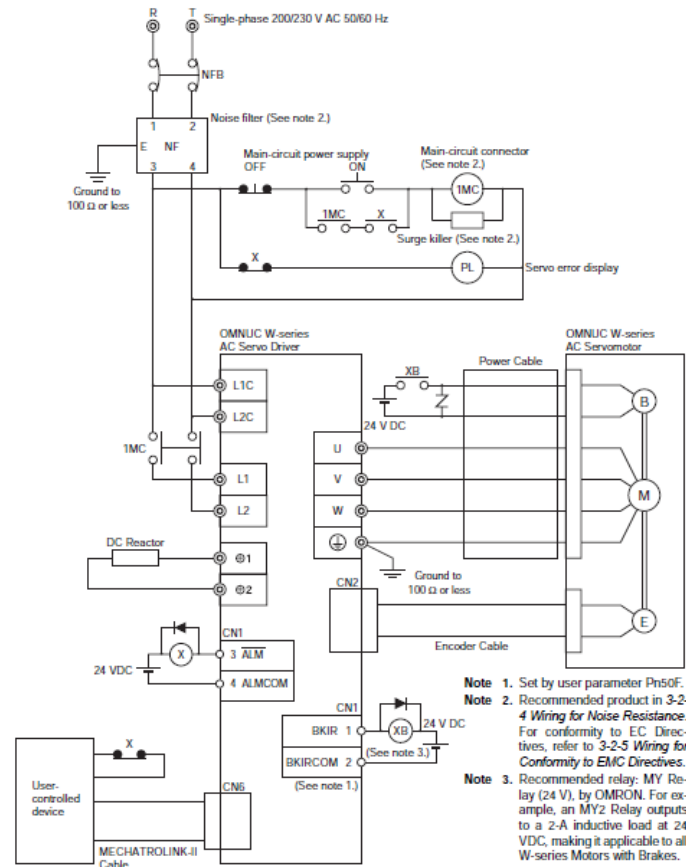 R
T
Single-phase 200/230 V AC 50/60 Hz
NFB
Noise filter (See note 2.)
1
2
E
NF
3
4
Ground to
100 Ω or less
Main-circuit power supply
OFF
ON
Main-circuit connector
(See note 2.)
1MC
1MC
X
Surge killer (See note 2.)
X
PL
Servo error display
OMNUC W-series
AC Servo Driver
OMNUC W-series
AC Servomotor
Power Cable
XB
L1C
B
L2C
24 V DC
1MC
U
V
L1
M
W
L2
DC Reactor
⊕1
Ground to
100 Ω or less
⊕2
CN2
E
Encoder Cable
CN1
X
3 ALM
24 VDC
4 ALMCOM
CN1
BKIR 1
XB
24 V DC
(See note 3.)
BKIRCOM 2
(See note 1.)
X
User-
controlled
device
CN6
MECHATROLINK-II
Cable
Note 1. Set by user parameter Pn50F.
Note 2. Recommended product in 3-2-
4 Wiring for Noise Resistance.
For conformity to EC Direc-
tives, refer to 3-2-5 Wiring for
Conformity to EMC Directives.
Note 3. Recommended relay: MY Re-
lay (24 V), by OMRON. For ex-
ample, an MY2 Relay outputs
to a 2-A inductive load at 24
VDC, making it applicable to all
W-series Motors with Brakes.